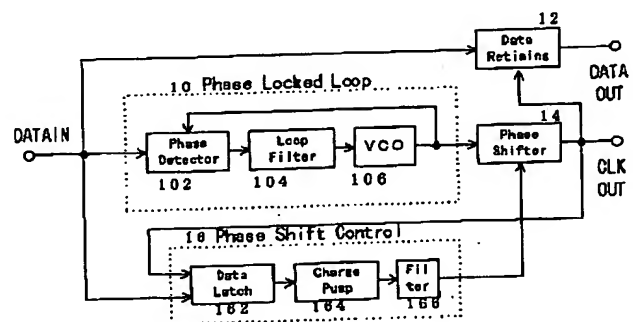 12
Data
Retiming
DATA
OUT
10 Phase Locked Loop
DATAIN
Phase
Detector
102
Loop
Filter
104
VCO
106
14
Phase
Shifter
CLK
OUT
16 Phase Shift Control
Data
Latch
162
Charge
Pump
164
Fil
ter
166